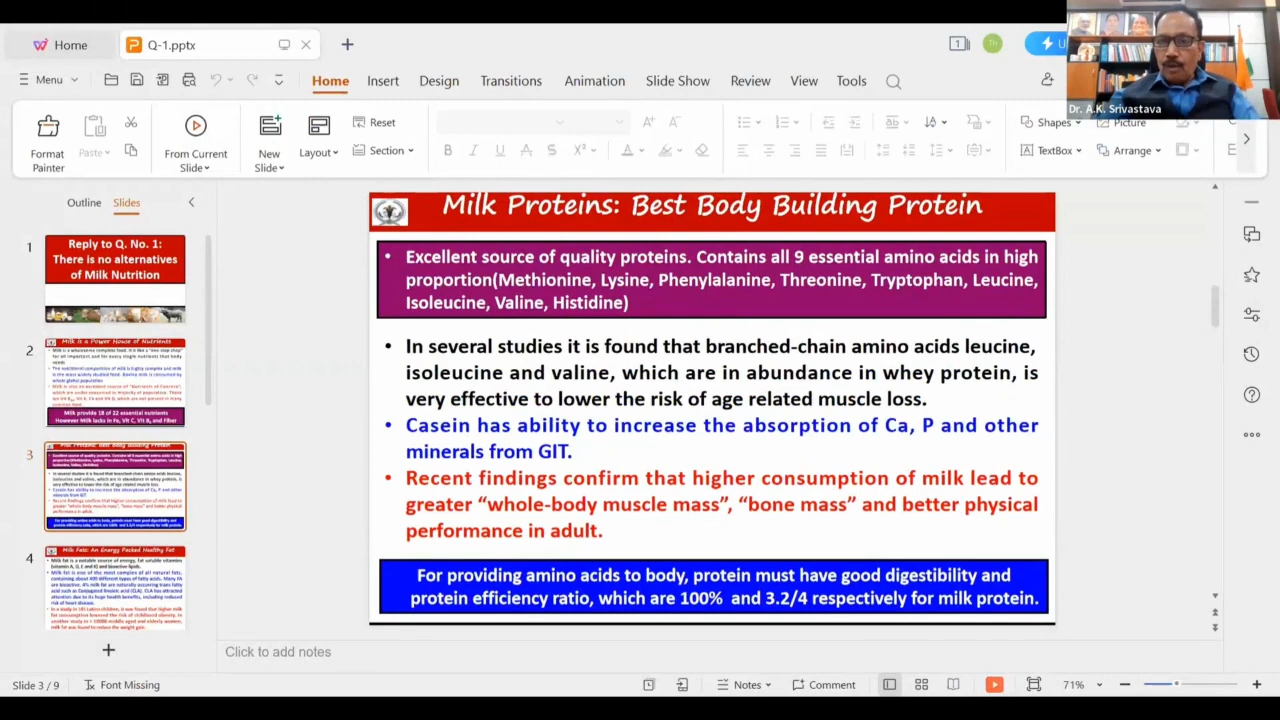 Home
Q-1.pptx
1
TH
U
Menu
Home
Insert
Design
Transitions
Animation
Slide Show
Review
View
Tools
Dr. A.K. Srivastava
Format
Painter
Paste
From Current
Slide
New
Slide
Layout
Reset
Section
B I U A S X² A
A+ A-
Shapes
Picture
TextBox
Arrange
Outline
Slides
1
Reply to Q. No. 1:
There is no alternatives
of Milk Nutrition
2
Milk is a Power House of Nutrients
Milk provide 18 of 22 essential nutrients
However Milk lacks in Fe, Vit C, Vit B, and Fiber
3
4
Milk Fats: An Energy Packed Healthy Fat
Milk Proteins: Best Body Building Protein
• Excellent source of quality proteins. Contains all 9 essential amino acids in high
proportion(Methionine, Lysine, Phenylalanine, Threonine, Tryptophan, Leucine,
Isoleucine, Valine, Histidine)
• In several studies it is found that branched-chain amino acids leucine,
isoleucine and valine, which are in abundance in whey protein, is
very effective to lower the risk of age related muscle loss.
• Casein has ability to increase the absorption of Ca, P and other
minerals from GIT.
• Recent findings confirm that higher consumption of milk lead to
greater “whole-body muscle mass”, “bone mass” and better physical
performance in adult.
For providing amino acids to body, protein must have good digestibility and
protein efficiency ratio, which are 100% and 3.2/4 respectively for milk protein.
Click to add notes
Slide 3 / 9
Font Missing
Notes
Comment
71%